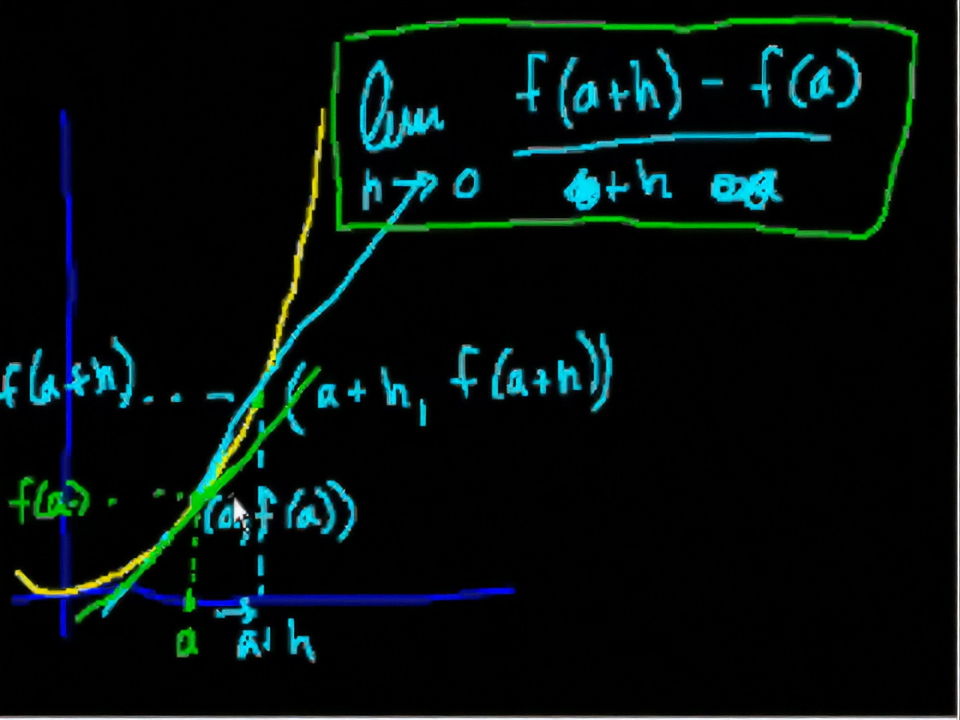 lim f(a+h) - f(a)
h→0 +h
f(a+h) (a+h, f(a+h))
f(a) (a, f(a))
a a+h